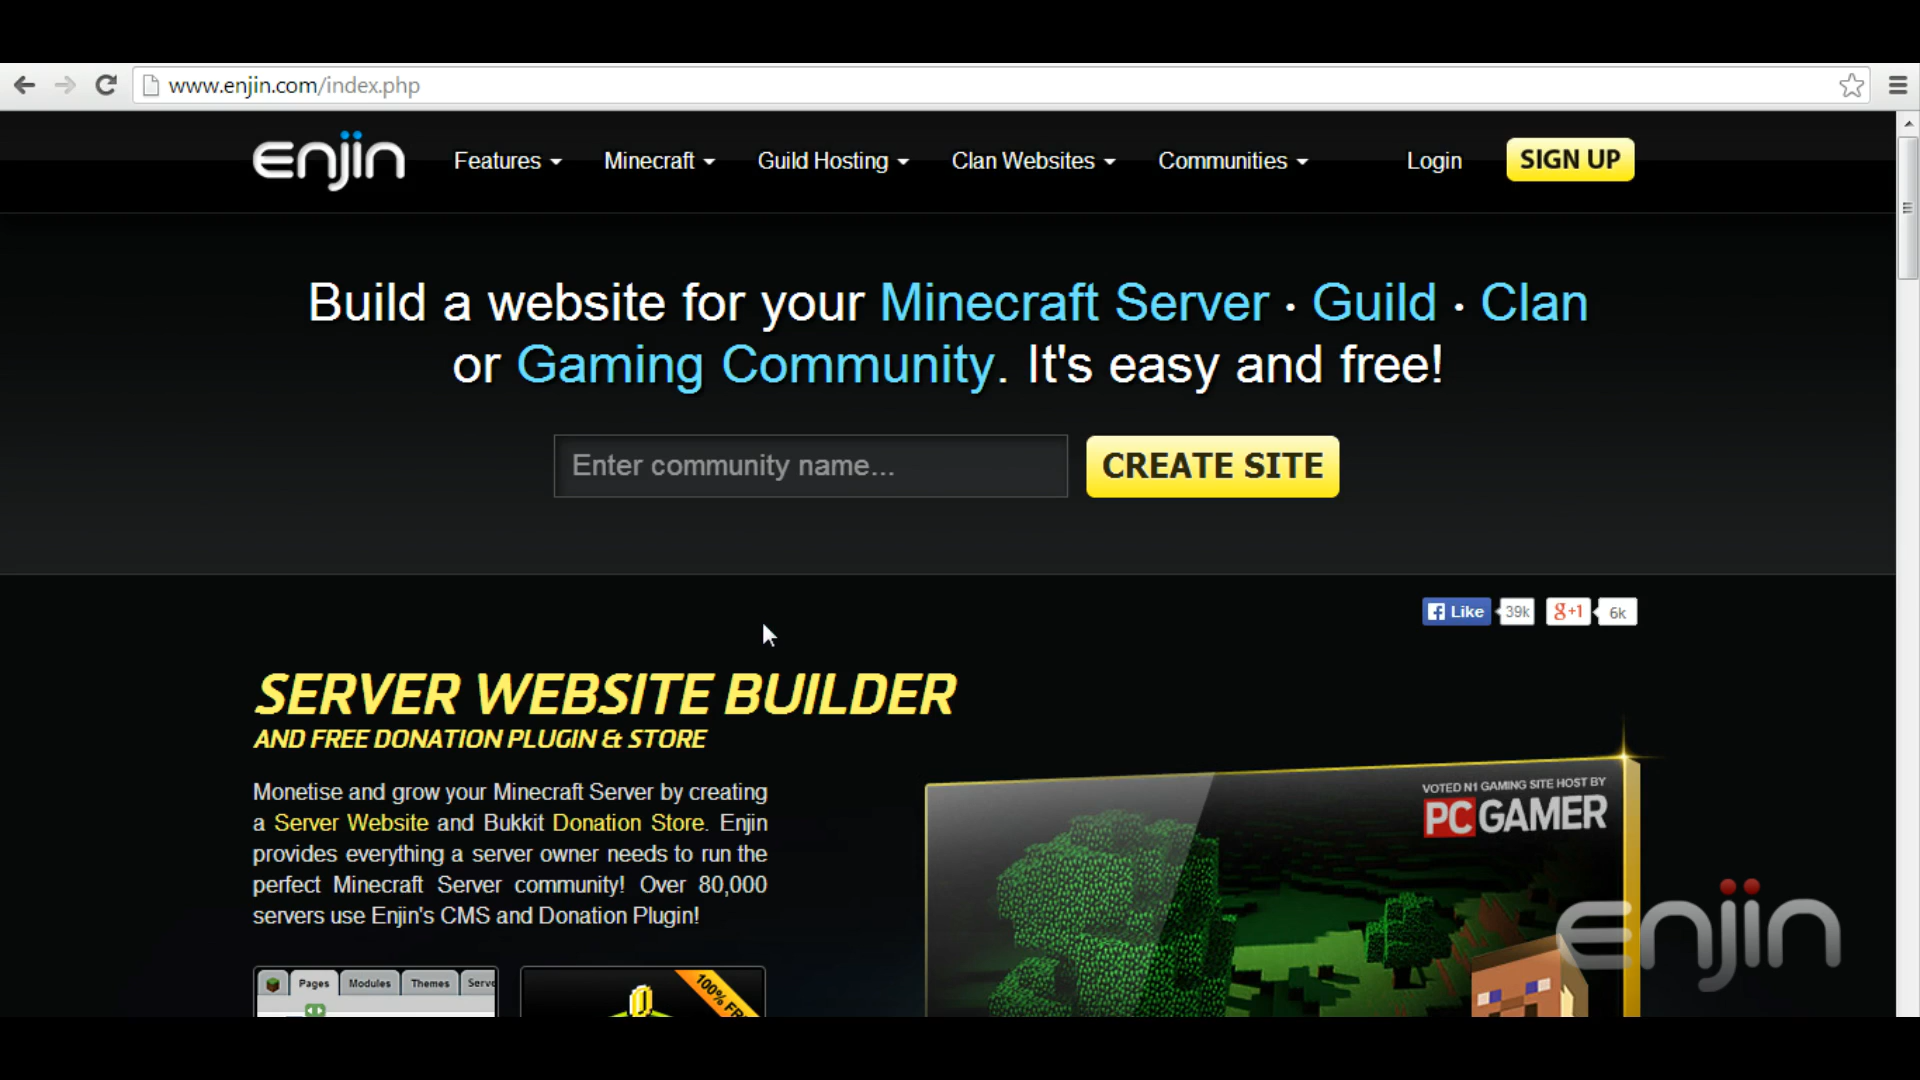 www.enjin.com/index.php
enjin
Features
Minecraft
Guild Hosting
Clan Websites
Communities
Login
SIGN UP
Build a website for your Minecraft Server · Guild · Clan
or Gaming Community. It's easy and free!
Enter community name...
CREATE SITE
Like
39k
g+1
6k
SERVER WEBSITE BUILDER
AND FREE DONATION PLUGIN & STORE
Monetise and grow your Minecraft Server by creating
a Server Website and Bukkit Donation Store. Enjin
provides everything a server owner needs to run the
perfect Minecraft Server community! Over 80,000
servers use Enjin's CMS and Donation Plugin!
VOTED N1 GAMING SITE HOST BY
PC GAMER
enjin
Pages
Modules
Themes
Serve
100% FR